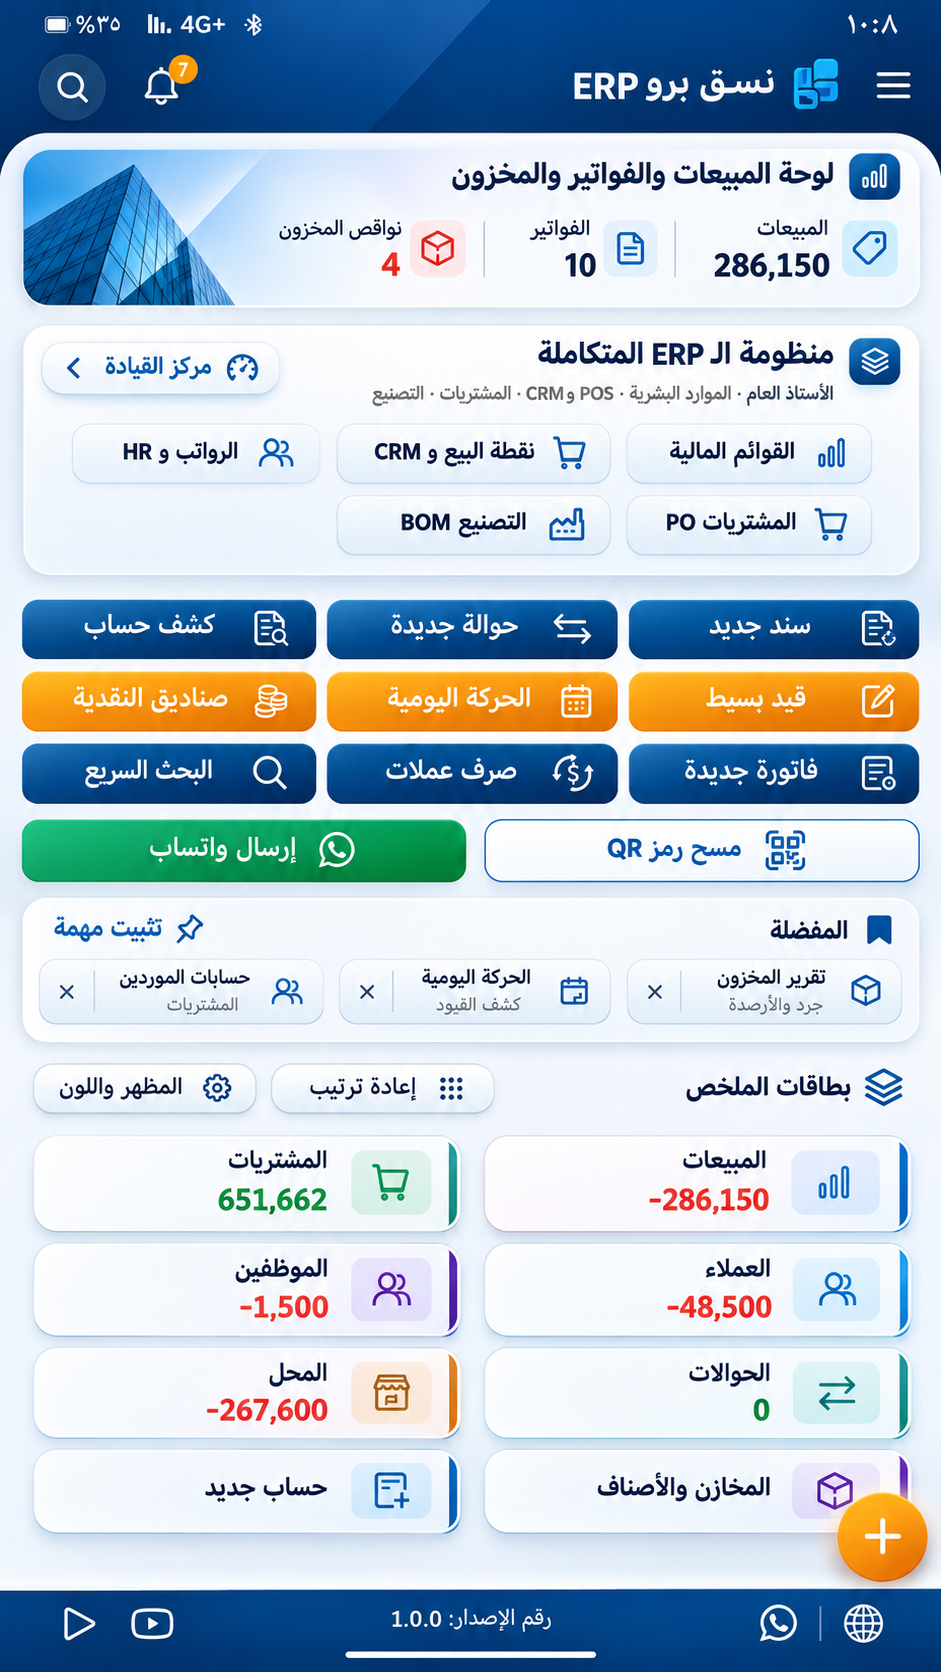 ١٠:٨
4G+ %٣٥
نسق برو ERP
7
لوحة المبيعات والفواتير والمخزون
المبيعات
286,150
الفواتير
10
نواقص المخزون
4
منظومة الـ ERP المتكاملة
مركز القيادة
الأستاذ العام · الموارد البشرية · POS وCRM · المشتريات · التصنيع
القوائم المالية
نقطة البيع و CRM
الرواتب و HR
المشتريات PO
التصنيع BOM
سند جديد
حوالة جديدة
كشف حساب
قيد بسيط
الحركة اليومية
صناديق النقدية
فاتورة جديدة
صرف عملات
البحث السريع
مسح رمز QR
إرسال واتساب
المفضلة
تثبيت مهمة
تقرير المخزون
جرد والأرصدة
الحركة اليومية
كشف القيود
حسابات الموردين
المشتريات
بطاقات الملخص
إعادة ترتيب
المظهر واللون
المبيعات
-286,150
المشتريات
651,662
العملاء
-48,500
الموظفين
-1,500
الحوالات
0
المحل
-267,600
المخازن والأصناف
حساب جديد
رقم الإصدار: 1.0.0